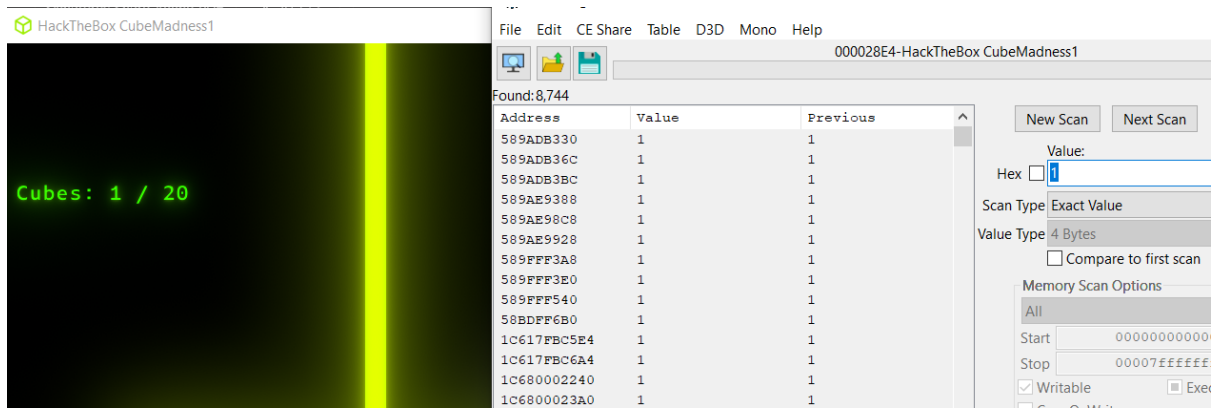 HackTheBox CubeMadness1
Cubes: 1 / 20
File Edit CE Share Table D3D Mono Help
000028E4-HackTheBox CubeMadness1
Found:8,744
Address Value Previous
589ADB330 1 1
589ADB36C 1 1
589ADB3BC 1 1
589AE9388 1 1
589AE98C8 1 1
589AE9928 1 1
589FFF3A8 1 1
589FFF3E0 1 1
589FFF540 1 1
58BDFF6B0 1 1
1C617FBC5E4 1 1
1C617FBC6A4 1 1
1C680002240 1 1
1C6800023A0 1 1
New Scan Next Scan
Value:
Hex 1
Scan Type Exact Value
Value Type 4 Bytes
Compare to first scan
Memory Scan Options
All
Start 0000000000
Stop 00007ffffff
Writable Exec